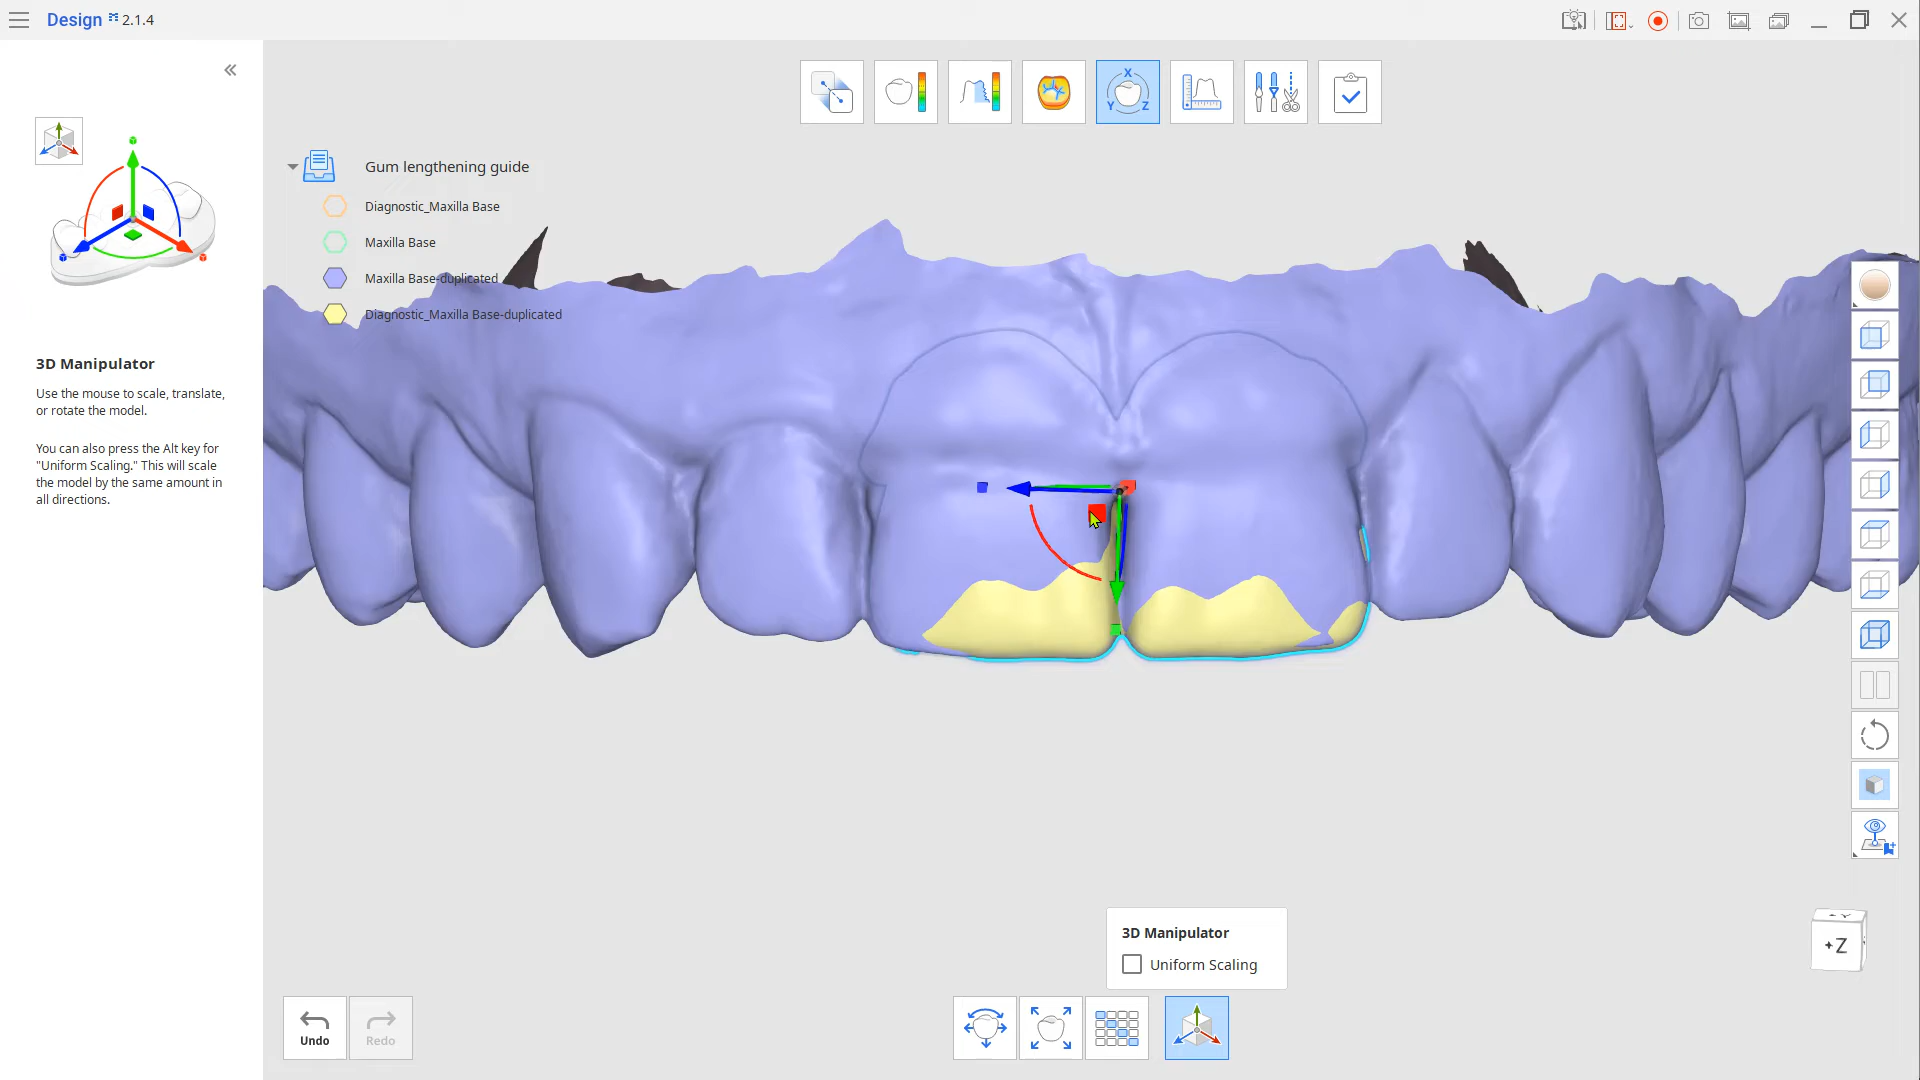 Design 2.1.4
X
Y Z
Gum lengthening guide
Diagnostic_Maxilla Base
Maxilla Base
Maxilla Base-duplicated
Diagnostic_Maxilla Base-duplicated
3D Manipulator
Use the mouse to scale, translate,
or rotate the model.
You can also press the Alt key for
"Uniform Scaling." This will scale
the model by the same amount in
all directions.
3D Manipulator
Uniform Scaling
+Z
Undo
Redo